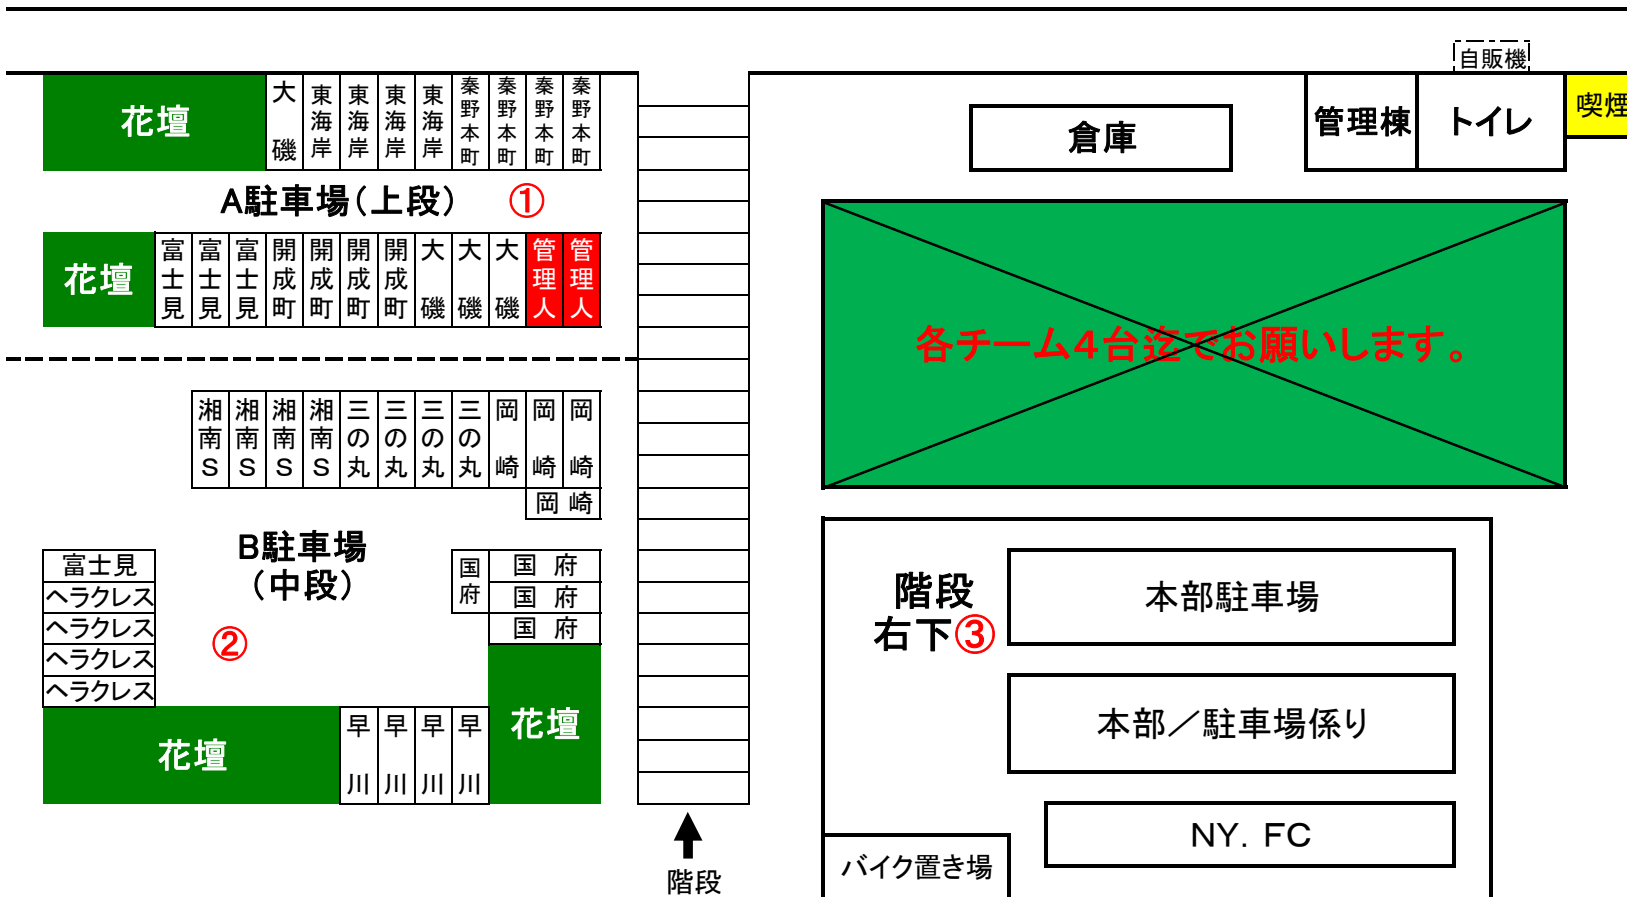 自販機
花壇
大磯
東海岸
東海岸
東海岸
東海岸
秦野本町
秦野本町
秦野本町
秦野本町
倉庫
管理棟
トイレ
喫煙
A駐車場(上段)
①
花壇
富士見
富士見
富士見
開成町
開成町
開成町
開成町
大磯
大磯
大磯
管理人
管理人
各チーム4台迄でお願いします。
湘南S
湘南S
湘南S
湘南S
三の丸
三の丸
三の丸
三の丸
岡崎
岡崎
岡崎
岡崎
B駐車場
(中段)
②
富士見
ヘラクレス
ヘラクレス
ヘラクレス
ヘラクレス
国府
国府
国府
国府
花壇
早川
早川
早川
早川
花壇
階段
階段
右下③
本部駐車場
本部/駐車場係り
NY. FC
バイク置き場